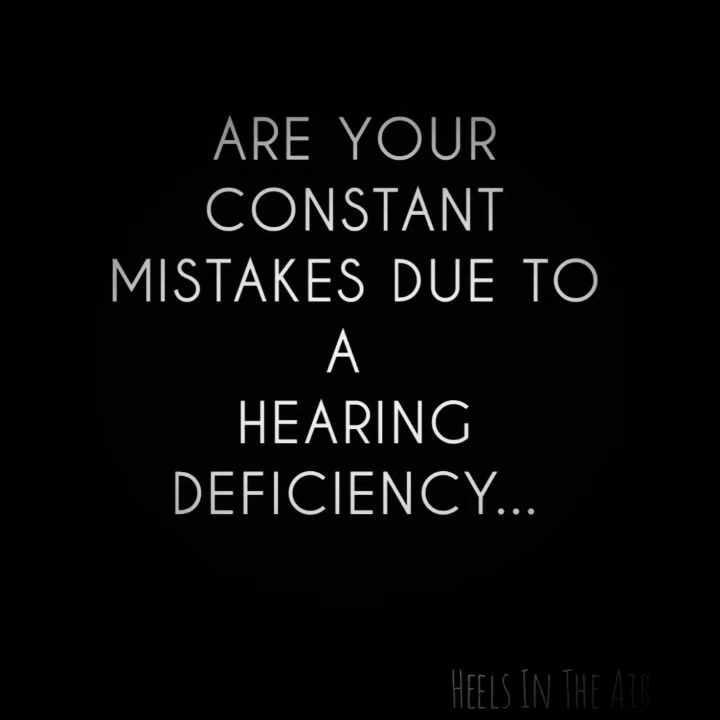 ARE YOUR
CONSTANT
MISTAKES DUE TO
A
HEARING
DEFICIENCY...
HEELS IN THE AIR